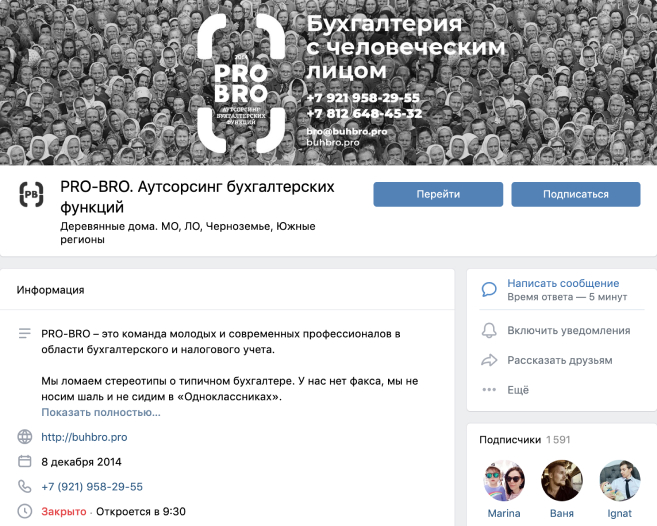 Бухгалтерия
с человеческим
лицом
PRO
BRO
АУТСОРСИНГ
БУХГАЛТЕРСКИХ
ФУНКЦИЙ
+7 921 958-29-55
+7 812 648-45-32
bro@buhbro.pro
buhbro.pro
PB
PRO-BRO. Аутсорсинг бухгалтерских
функций
Деревянные дома. МО, ЛО, Черноземье, Южные
регионы
Перейти
Подписаться
Информация
PRO-BRO – это команда молодых и современных профессионалов в
области бухгалтерского и налогового учета.
Мы ломаем стереотипы о типичном бухгалтере. У нас нет факса, мы не
носим шаль и не сидим в «Одноклассниках».
Показать полностью...
http://buhbro.pro
8 декабря 2014
+7 (921) 958-29-55
Закрыто · Откроется в 9:30
Написать сообщение
Время ответа — 5 минут
Включить уведомления
Рассказать друзьям
Ещё
Подписчики 1 591
Marina
Ваня
Ignat